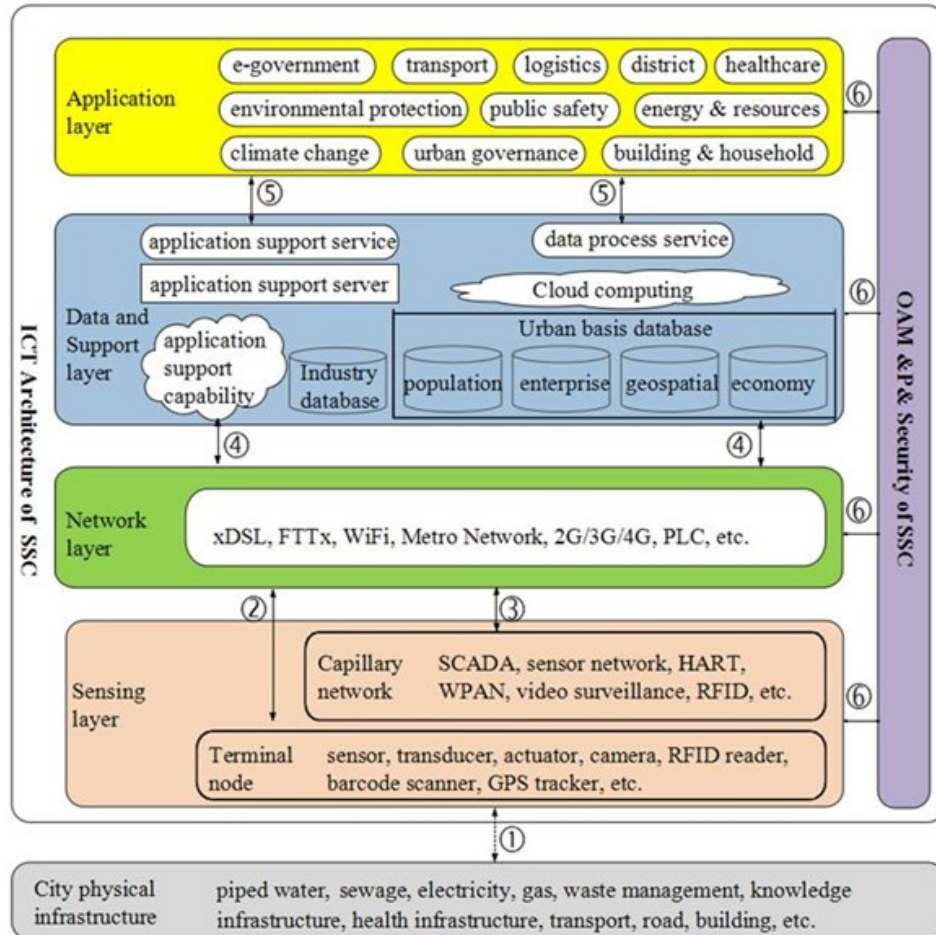 e-government transport logistics district healthcare
Application
layer
environmental protection public safety energy & resources
⑥
climate change urban governance building & household
⑤ ⑤
application support service data process service
application support server Cloud computing
⑥
Data and
Support
layer
application
support
capability
Industry
database
Urban basis database
population enterprise geospatial economy
④ ④
Network
layer
xDSL, FTTx, WiFi, Metro Network, 2G/3G/4G, PLC, etc.
⑥
② ③
Sensing
layer
Capillary
network
SCADA, sensor network, HART,
WPAN, video surveillance, RFID, etc.
⑥
Terminal
node
sensor, transducer, actuator, camera, RFID reader,
barcode scanner, GPS tracker, etc.
①
City physical
infrastructure
piped water, sewage, electricity, gas, waste management, knowledge
infrastructure, health infrastructure, transport, road, building, etc.
ICT Architecture of SSC
OAM &P& Security of SSC